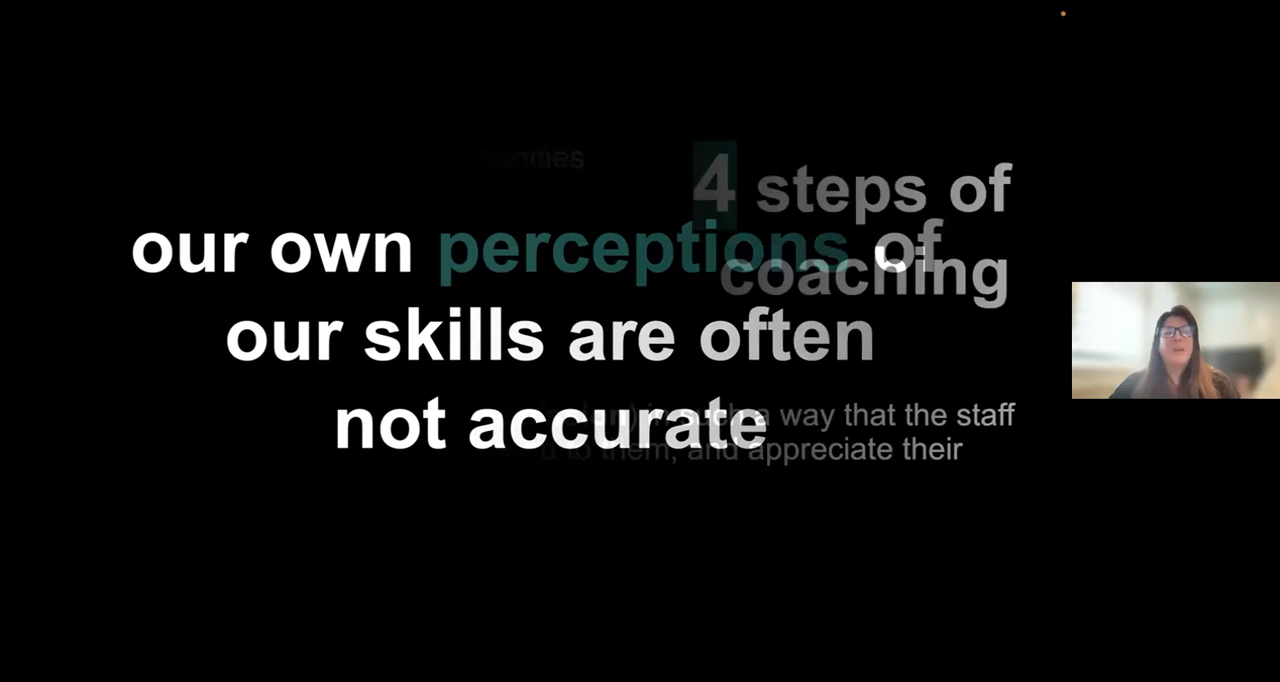 4 steps of
coaching
our own perceptions of
our skills are often
not accurate
way that the staff
to them, and appreciate their